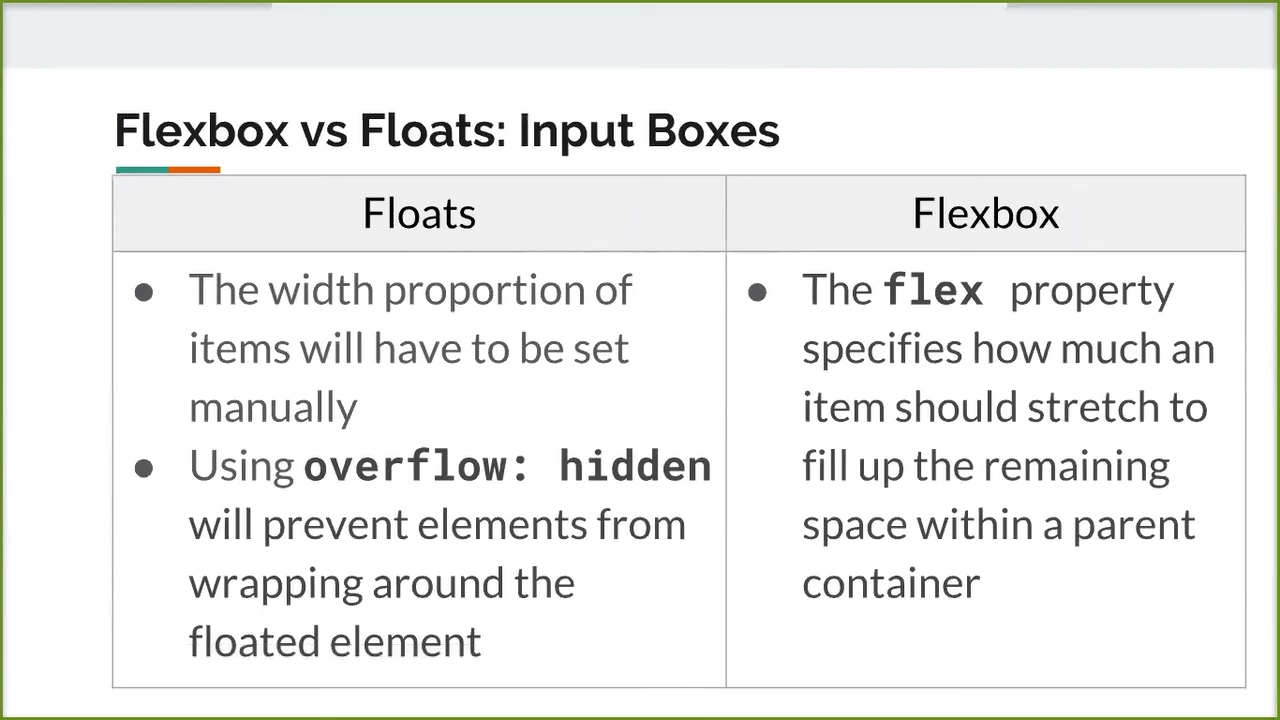 Flexbox vs Floats: Input Boxes
Floats
Flexbox
● The width proportion of
items will have to be set
manually
● Using overflow: hidden
will prevent elements from
wrapping around the
floated element
● The flex property
specifies how much an
item should stretch to
fill up the remaining
space within a parent
container